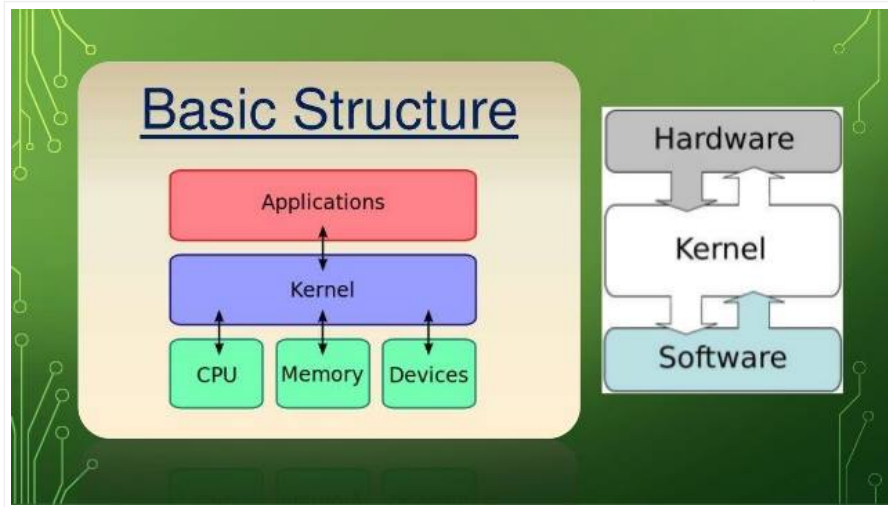 Basic Structure
Applications
Kernel
CPU Memory Devices
Hardware
Kernel
Software